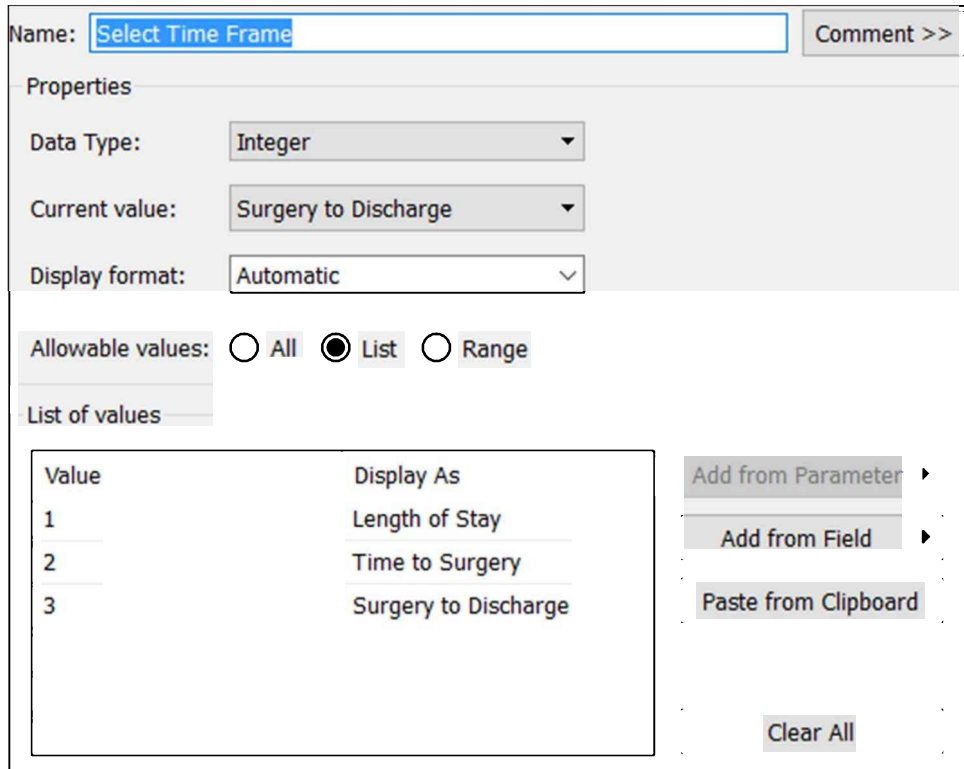 Name: Select Time Frame Comment >>
Properties
Data Type: Integer
Current value: Surgery to Discharge
Display format: Automatic
Allowable values: All List Range
List of values
Value Display As Add from Parameter
1 Length of Stay Add from Field
2 Time to Surgery
3 Surgery to Discharge Paste from Clipboard
Clear All